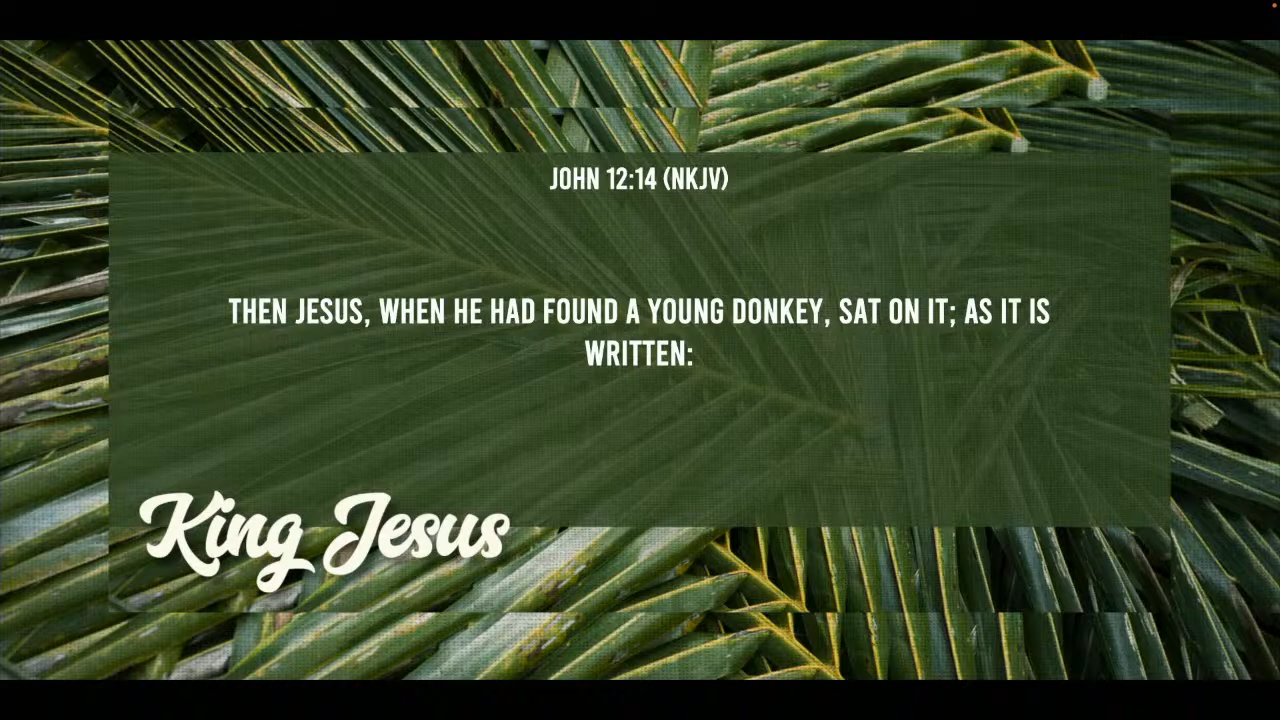 JOHN 12:14 (NKJV)
THEN JESUS, WHEN HE HAD FOUND A YOUNG DONKEY, SAT ON IT; AS IT IS
WRITTEN:
King Jesus